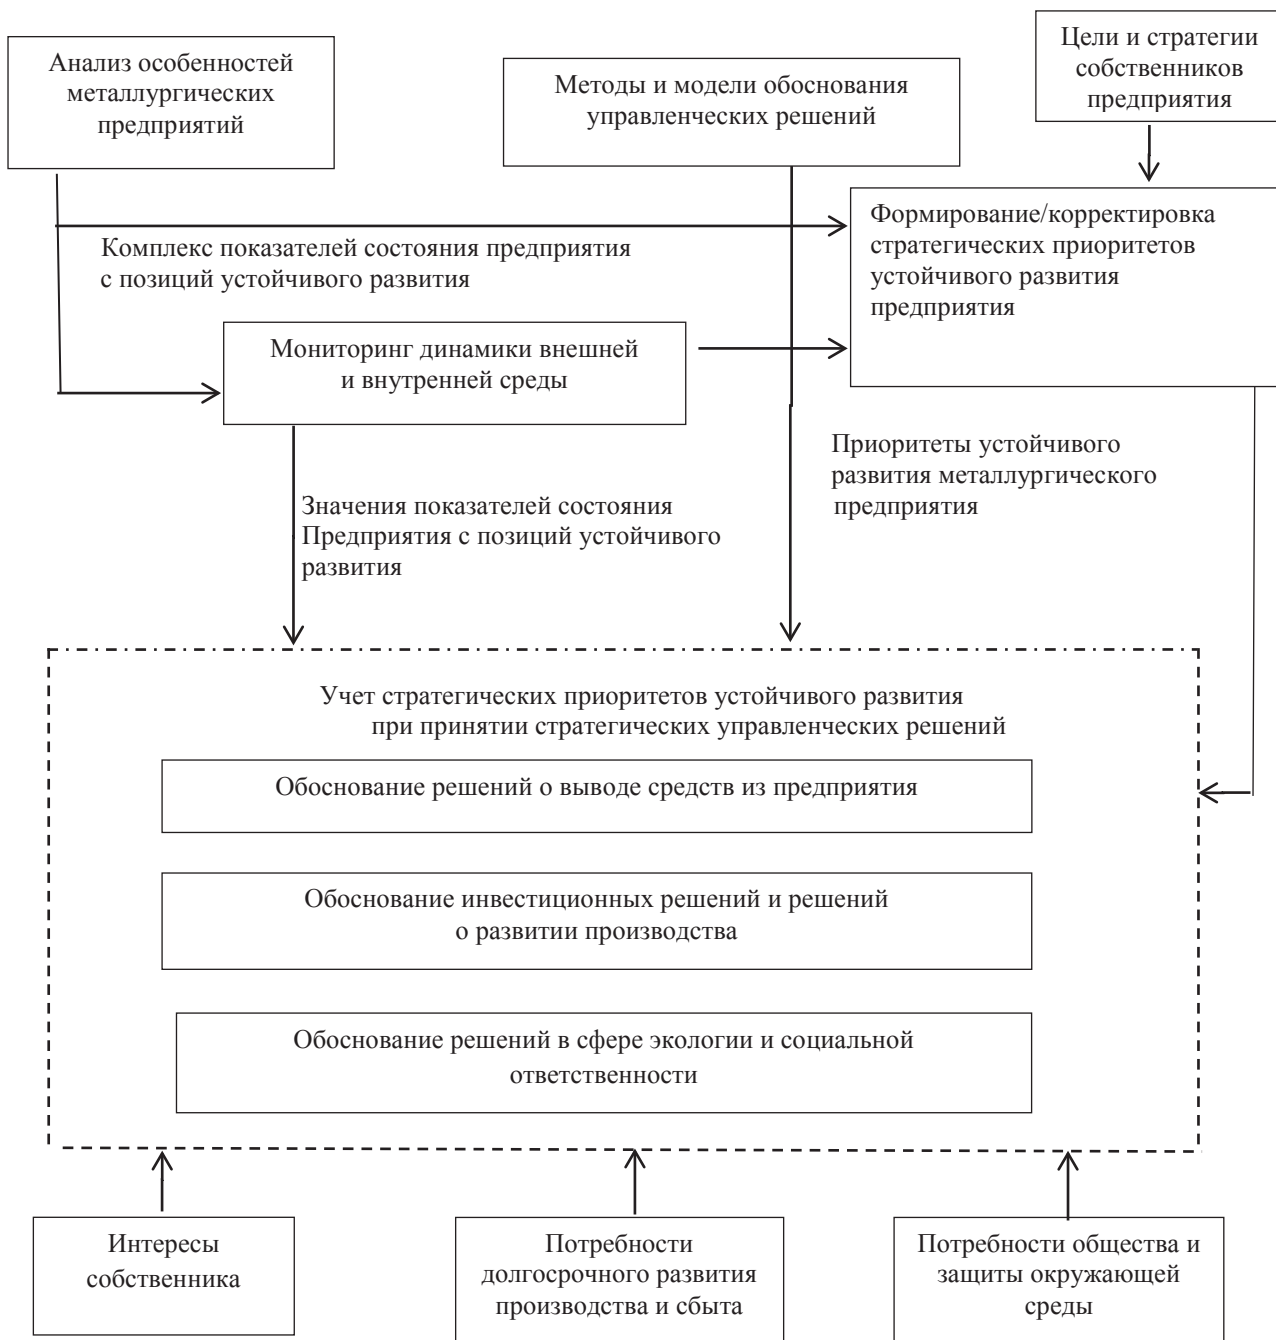 Анализ особенностей
металлургических
предприятий
Методы и модели обоснования
управленческих решений
Цели и стратегии
собственников
предприятия
Формирование/корректировка
стратегических приоритетов
устойчивого развития
предприятия
Комплекс показателей состояния предприятия
с позиций устойчивого развития
Мониторинг динамики внешней
и внутренней среды
Приоритеты устойчивого
развития металлургического
предприятия
Значения показателей состояния
Предприятия с позиций устойчивого
развития
Учет стратегических приоритетов устойчивого развития
при принятии стратегических управленческих решений
Обоснование решений о выводе средств из предприятия
Обоснование инвестиционных решений и решений
о развитии производства
Обоснование решений в сфере экологии и социальной
ответственности
Интересы
собственника
Потребности
долгосрочного развития
производства и сбыта
Потребности общества и
защиты окружающей
среды